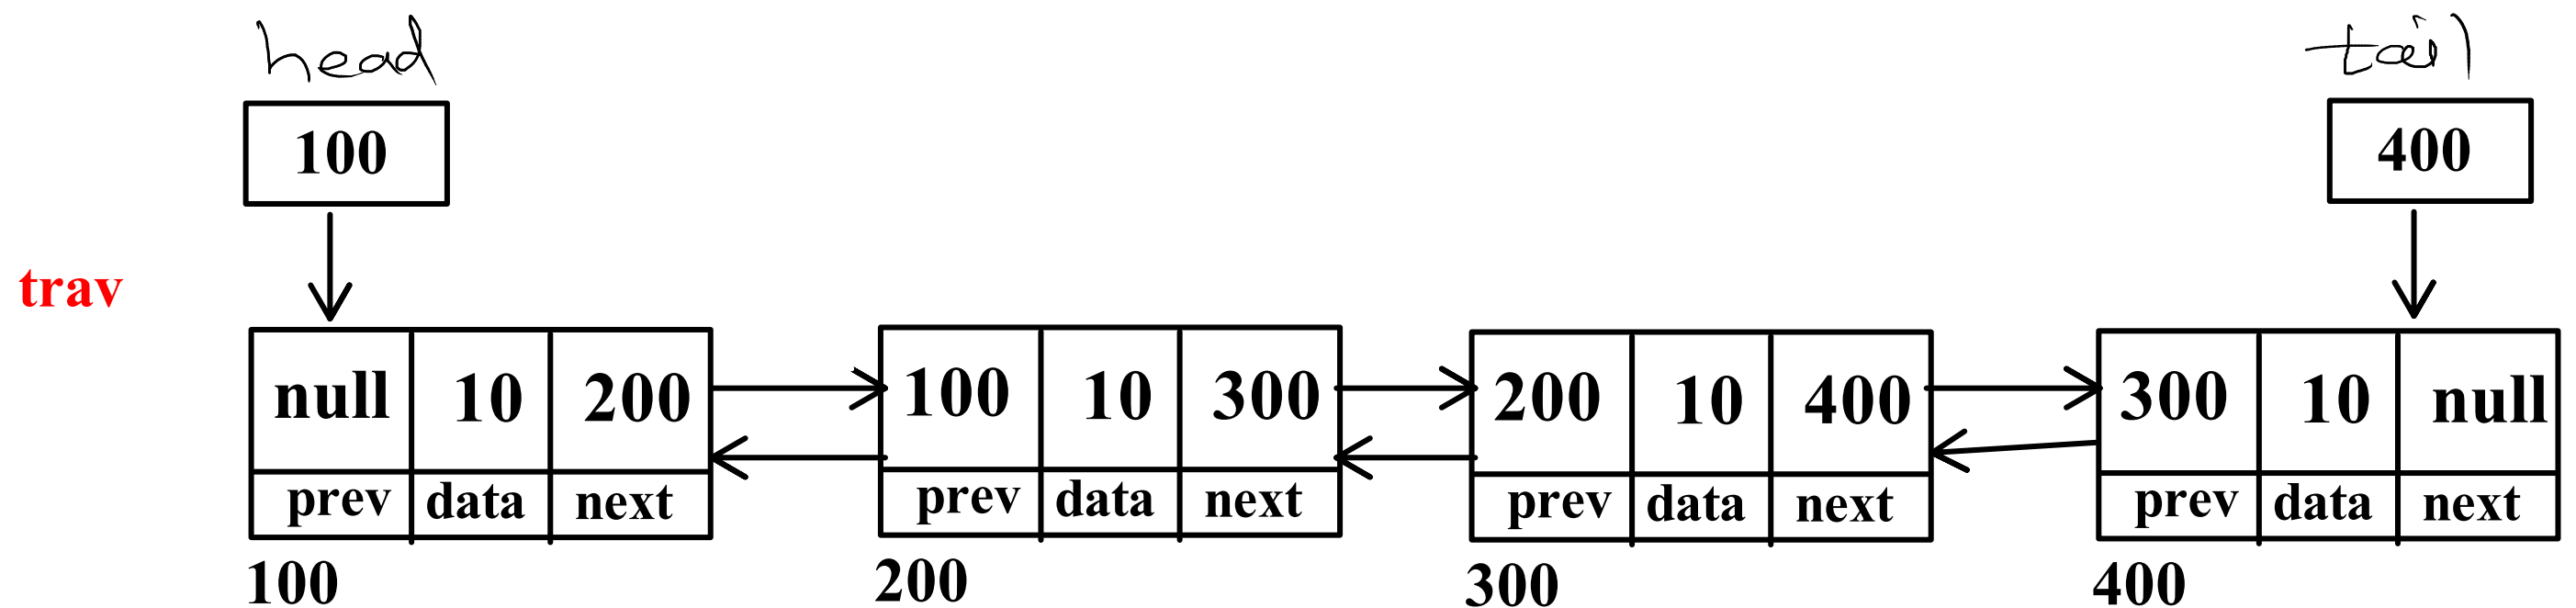 head tail
100 400
trav
null 10 200 100 10 300 200 10 400 300 10 null
prev data next prev data next prev data next prev data next
100 200 300 400